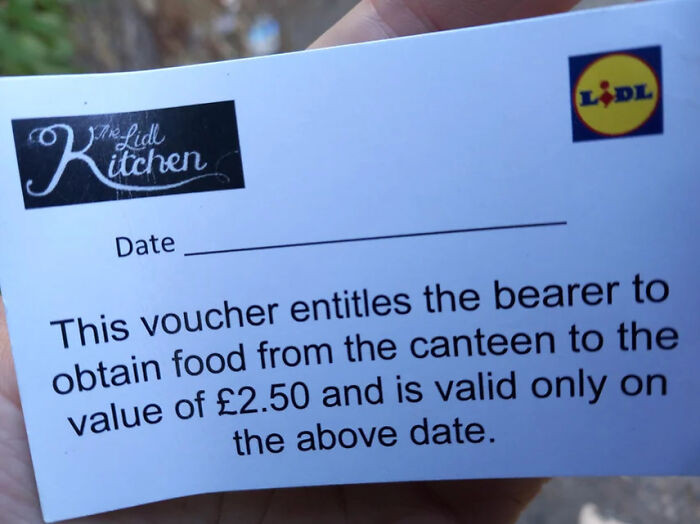 The Lidl
Kitchen
LIDL
Date
This voucher entitles the bearer to
obtain food from the canteen to the
value of £2.50 and is valid only on
the above date.